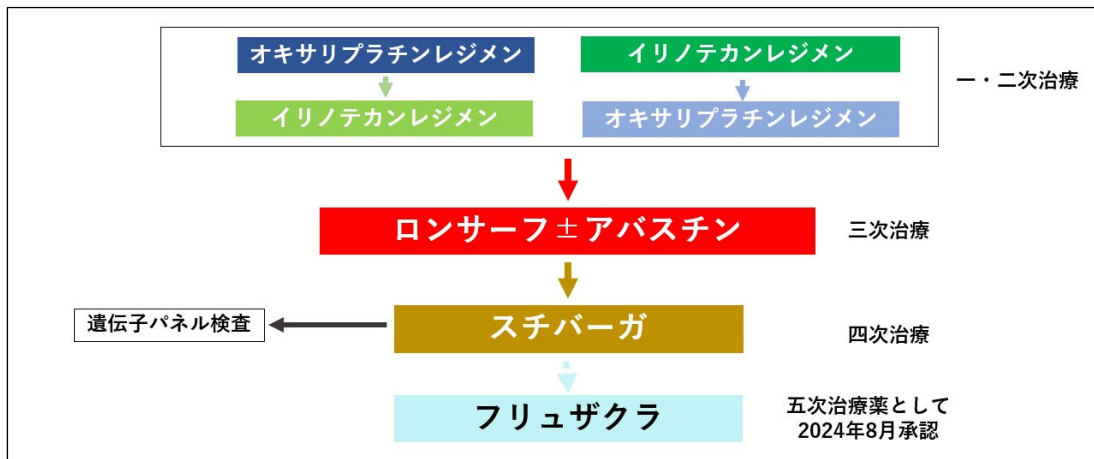 オキサリプラチンレジメン
イリノテカンレジメン
一・二次治療
イリノテカンレジメン
オキサリプラチンレジメン
ロンサーフ±アバスチン
三次治療
遺伝子パネル検査
スチバーガ
四次治療
フリュザクラ
五次治療薬として
2024年8月承認